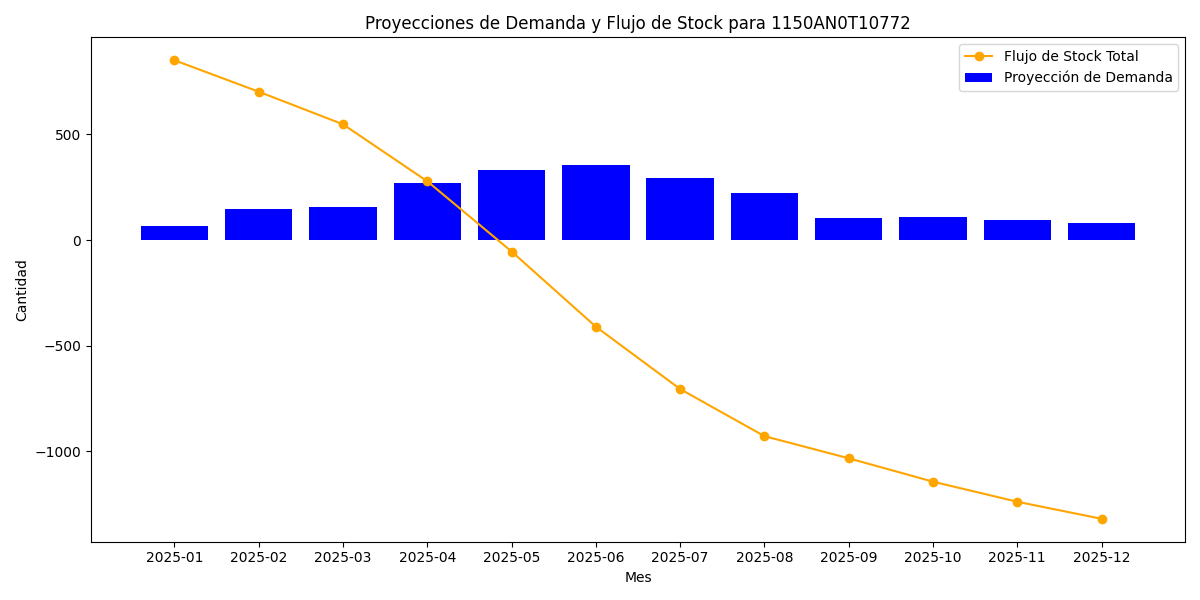 Proyecciones de Demanda y Flujo de Stock para 1150AN0T10772
Flujo de Stock Total
Proyección de Demanda
Cantidad
500
0
−500
−1000
2025-01 2025-02 2025-03 2025-04 2025-05 2025-06 2025-07 2025-08 2025-09 2025-10 2025-11 2025-12
Mes